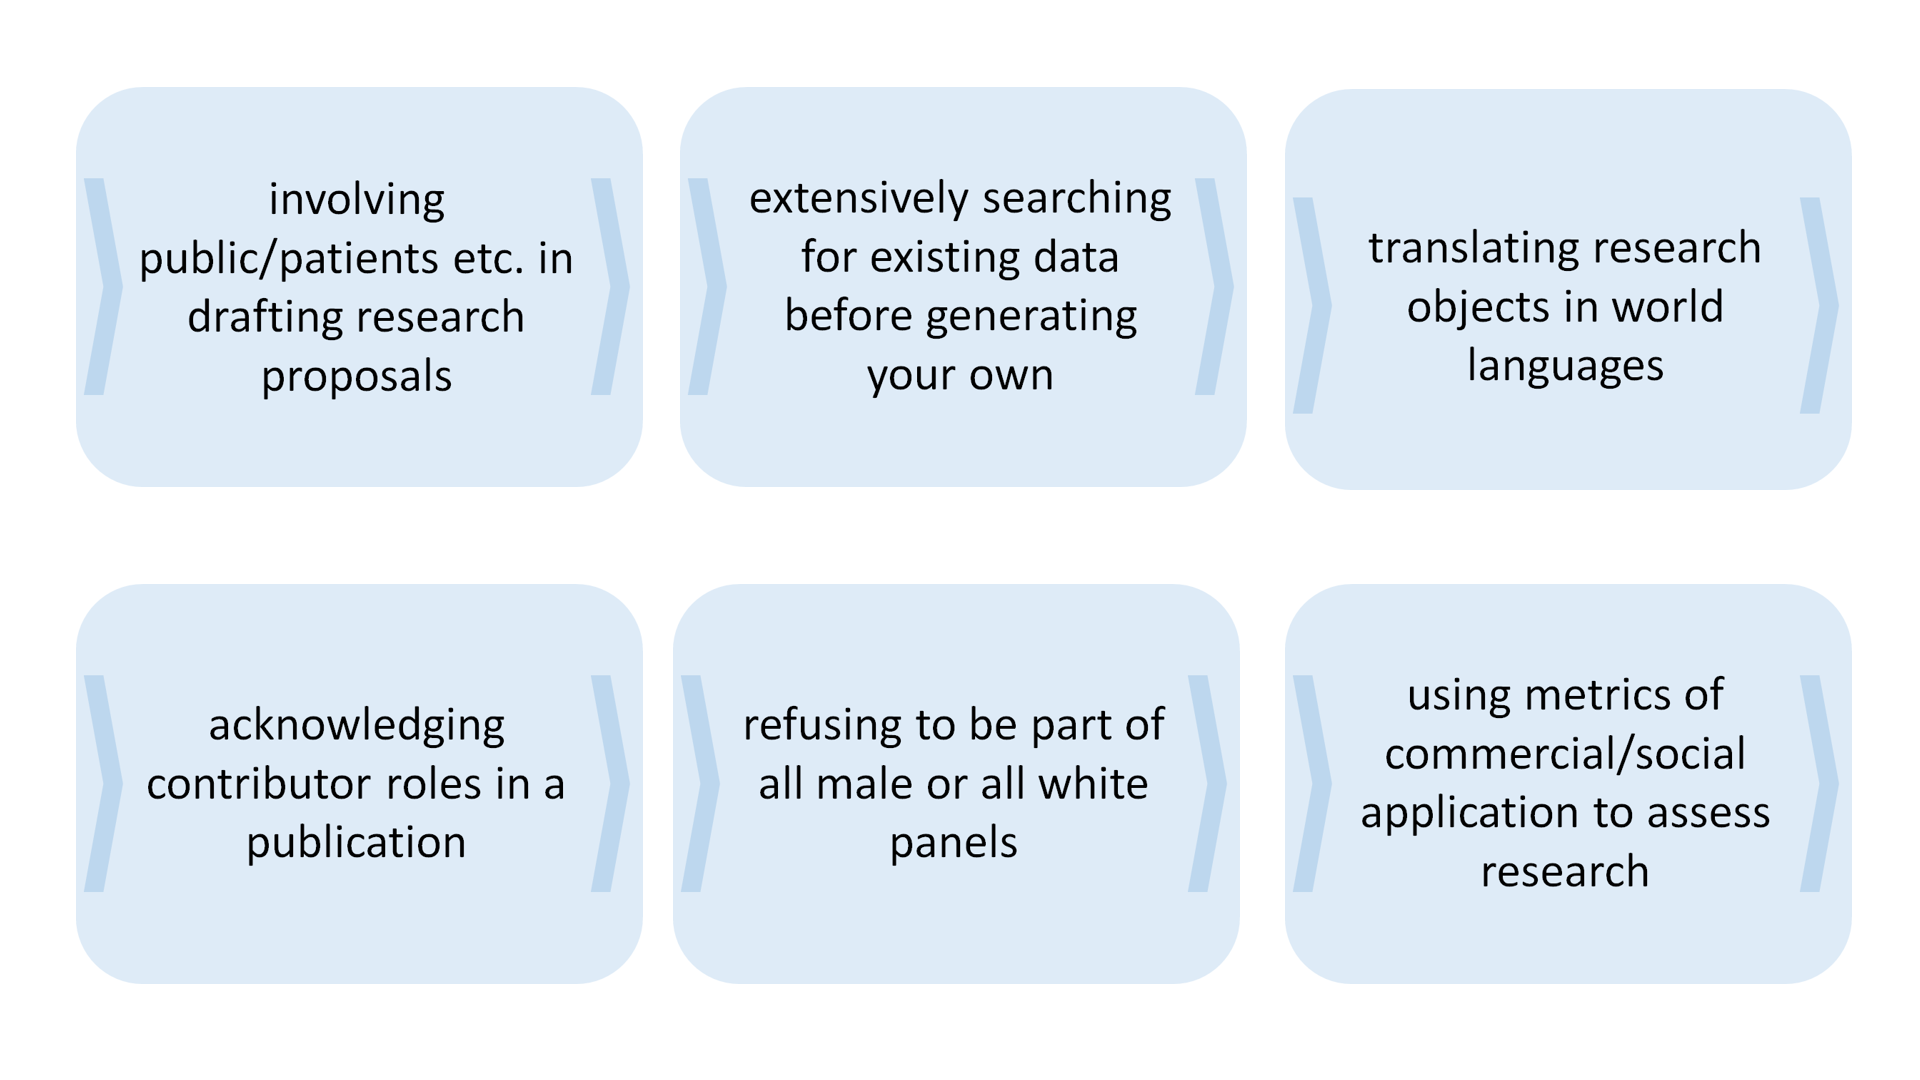 involving
public/patients etc. in
drafting research
proposals
extensively searching
for existing data
before generating
your own
translating research
objects in world
languages
acknowledging
contributor roles in a
publication
refusing to be part of
all male or all white
panels
using metrics of
commercial/social
application to assess
research